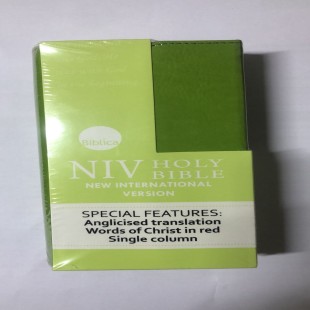 Biblica
NIV HOLY BIBLE
NEW INTERNATIONAL
VERSION
SPECIAL FEATURES:
Anglicised translation
Words of Christ in red
Single column